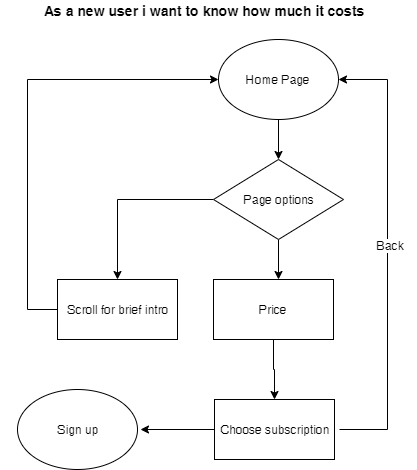 As a new user i want to know how much it costs
Home Page
Page options
Back
Scroll for brief intro
Price
Sign up
Choose subscription